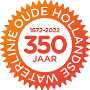 OUDE HOLLANDSE WATERLINIE
1672-2022
350
JAAR